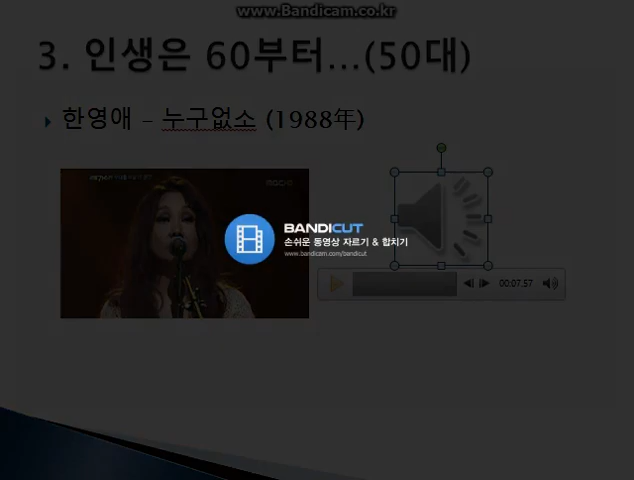 www.Bandicam.co.kr
3. 인생은 60부터...(50대)
한영애 – 누구없소 (1988年)
BANDICUT
손쉬운 동영상 자르기 & 합치기
www.bandicam.com/bandicut
00:07.57